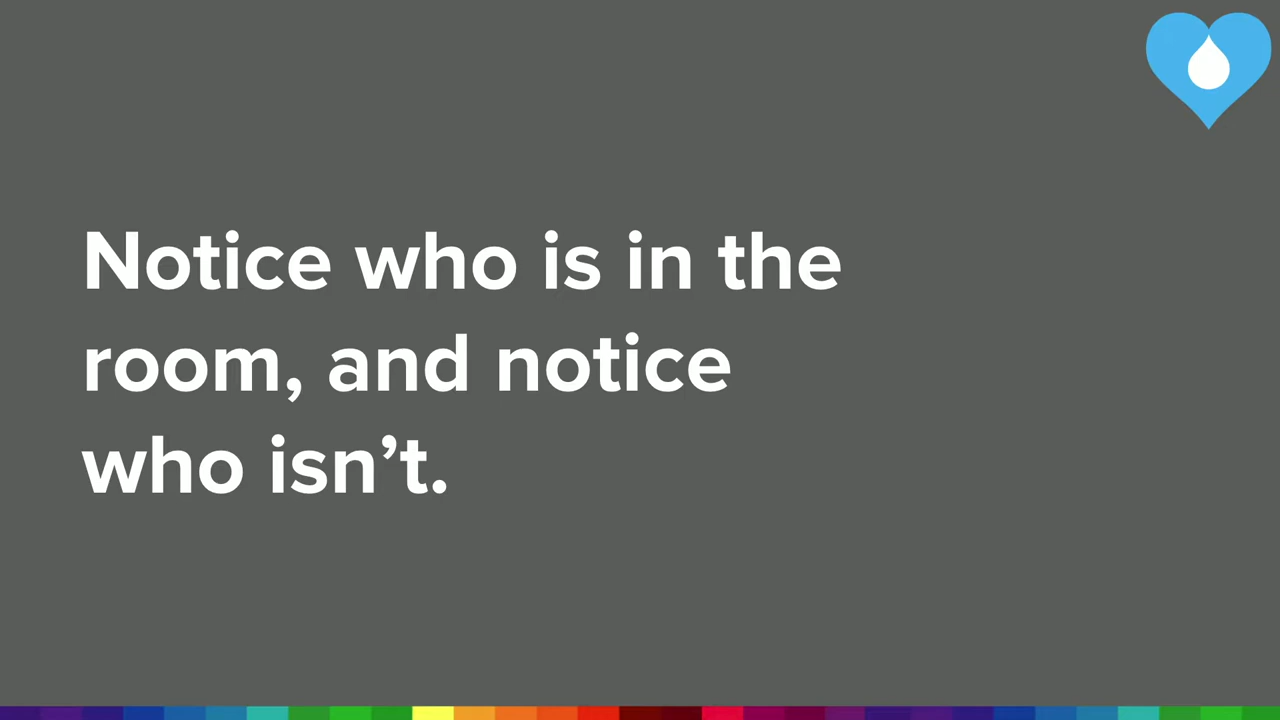 Notice who is in the
room, and notice
who isn’t.